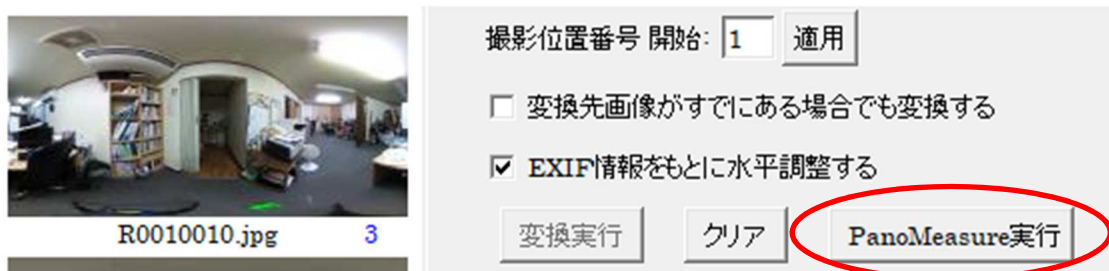 撮影位置番号 開始: 1 適用
変換先画像がすでにある場合でも変換する
EXIF情報をもとに水平調整する
変換実行 クリア PanoMeasure実行
R0010010.jpg 3